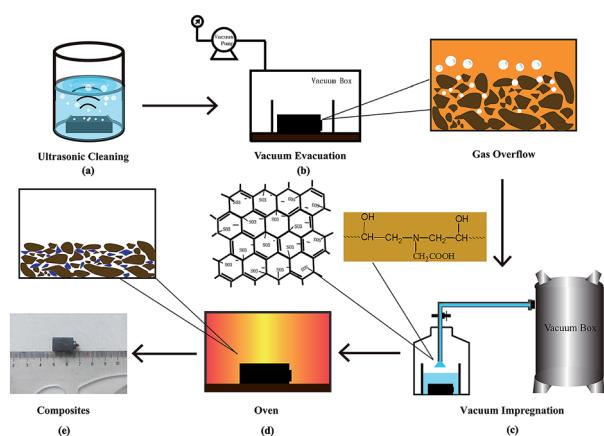 Vacuum
Pump
Vacuum Box
Ultrasonic Cleaning
(a)
Vacuum Evacuation
(b)
Gas Overflow
OH
OH
CH—CH₂—N—CH₂—CH
CH₂COOH
Vacuum Box
Composites
(e)
Oven
(d)
Vacuum Impregnation
(c)